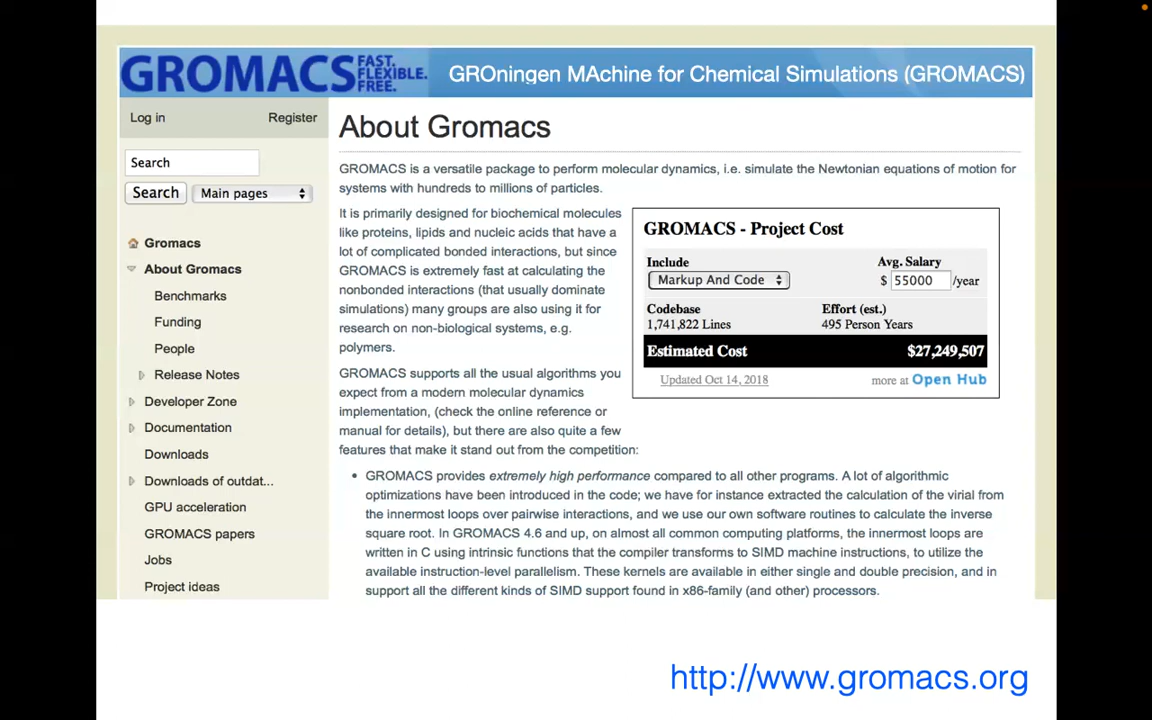 GROMACS FAST. FLEXIBLE. FREE.
GROningen MAchine for Chemical Simulations (GROMACS)
Log in
Register
Search
Search
Main pages
Gromacs
About Gromacs
Benchmarks
Funding
People
Release Notes
Developer Zone
Documentation
Downloads
Downloads of outdat...
GPU acceleration
GROMACS papers
Jobs
Project ideas
About Gromacs
GROMACS is a versatile package to perform molecular dynamics, i.e. simulate the Newtonian equations of motion for
systems with hundreds to millions of particles.
It is primarily designed for biochemical molecules
like proteins, lipids and nucleic acids that have a
lot of complicated bonded interactions, but since
GROMACS is extremely fast at calculating the
nonbonded interactions (that usually dominate
simulations) many groups are also using it for
research on non-biological systems, e.g.
polymers.
GROMACS supports all the usual algorithms you
expect from a modern molecular dynamics
implementation, (check the online reference or
manual for details), but there are also quite a few
features that make it stand out from the competition:
GROMACS - Project Cost
Include
Avg. Salary
Markup And Code
$ 55000 /year
Codebase
Effort (est.)
1,741,822 Lines
495 Person Years
Estimated Cost
$27,249,507
Updated Oct 14, 2018
more at Open Hub
• GROMACS provides extremely high performance compared to all other programs. A lot of algorithmic
optimizations have been introduced in the code; we have for instance extracted the calculation of the virial from
the innermost loops over pairwise interactions, and we use our own software routines to calculate the inverse
square root. In GROMACS 4.6 and up, on almost all common computing platforms, the innermost loops are
written in C using intrinsic functions that the compiler transforms to SIMD machine instructions, to utilize the
available instruction-level parallelism. These kernels are available in either single and double precision, and in
support all the different kinds of SIMD support found in x86-family (and other) processors.
http://www.gromacs.org